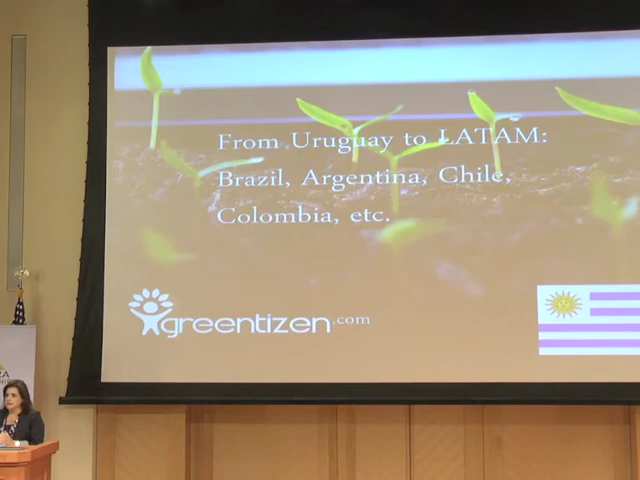 From Uruguay to LATAM:
Brazil, Argentina, Chile,
Colombia, etc.
greentizen.com